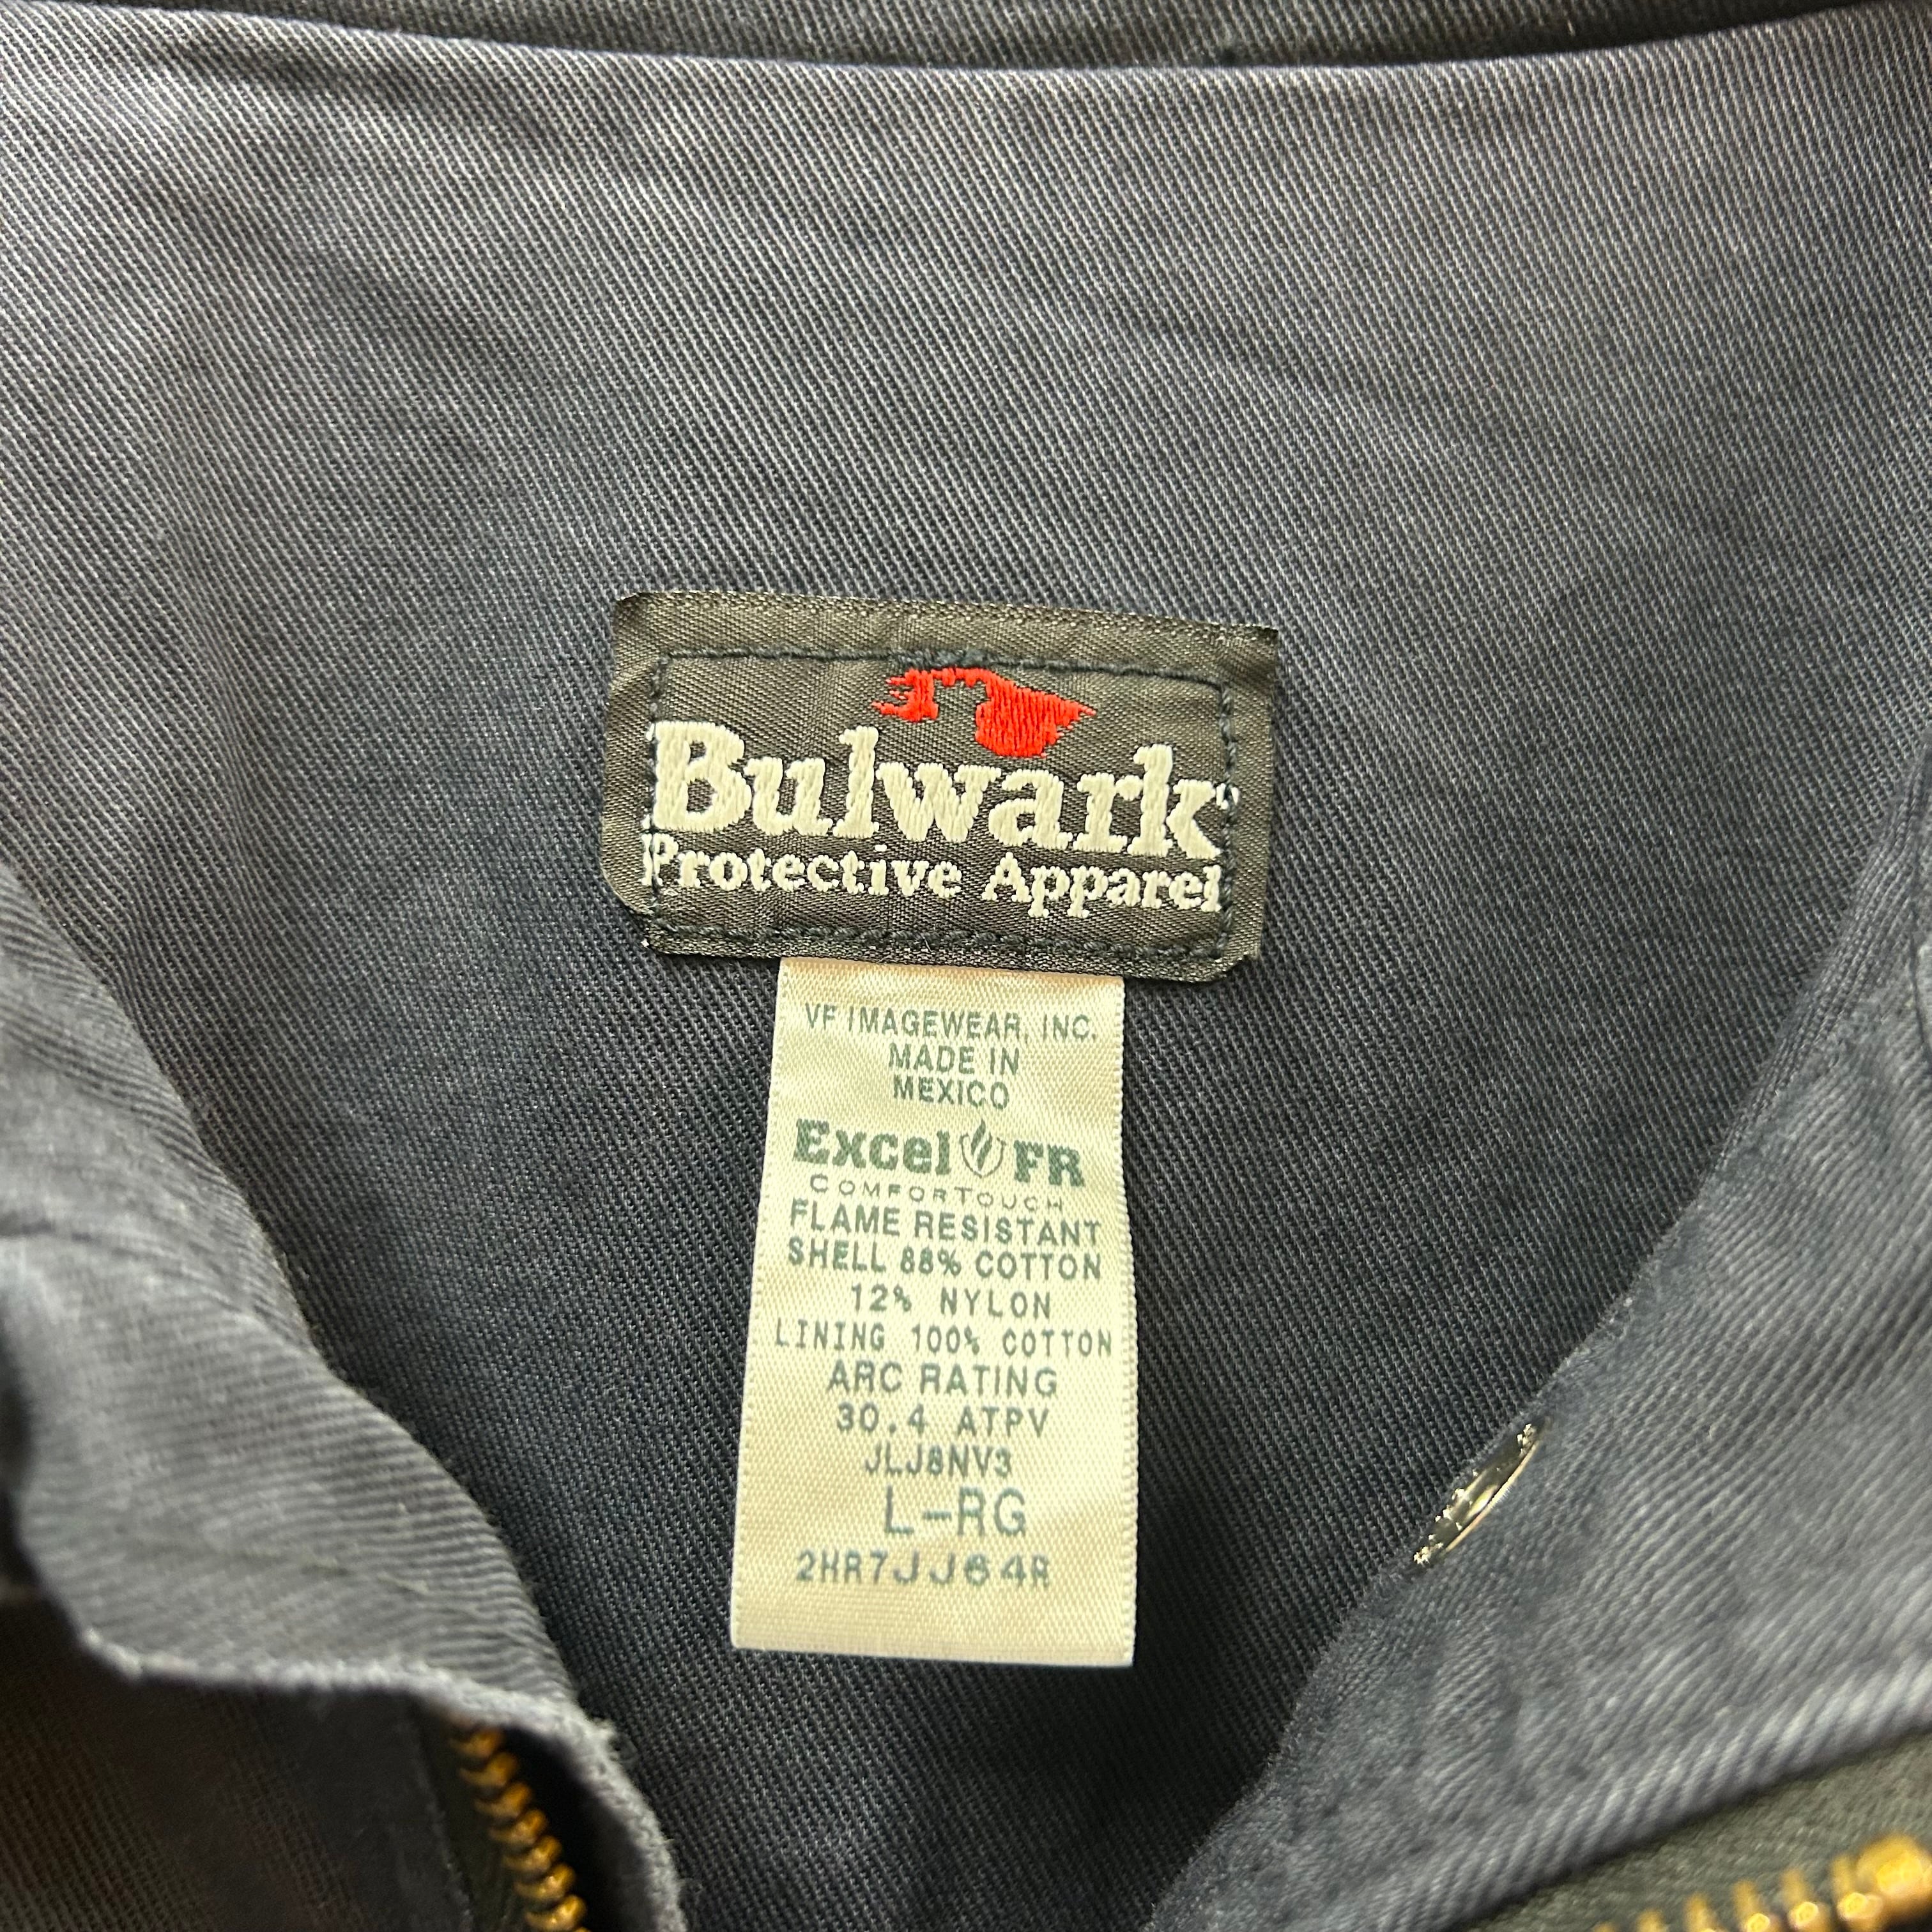 Bulwark
Protective Apparel
VF IMAGEWEAR, INC.
MADE IN
MEXICO
Excel FR
COMFORTOUCH
FLAME RESISTANT
SHELL 88% COTTON
12% NYLON
LINING 100% COTTON
ARC RATING
30.4 ATPV
JLJ8NV3
L-RG
2HR7JJ64R